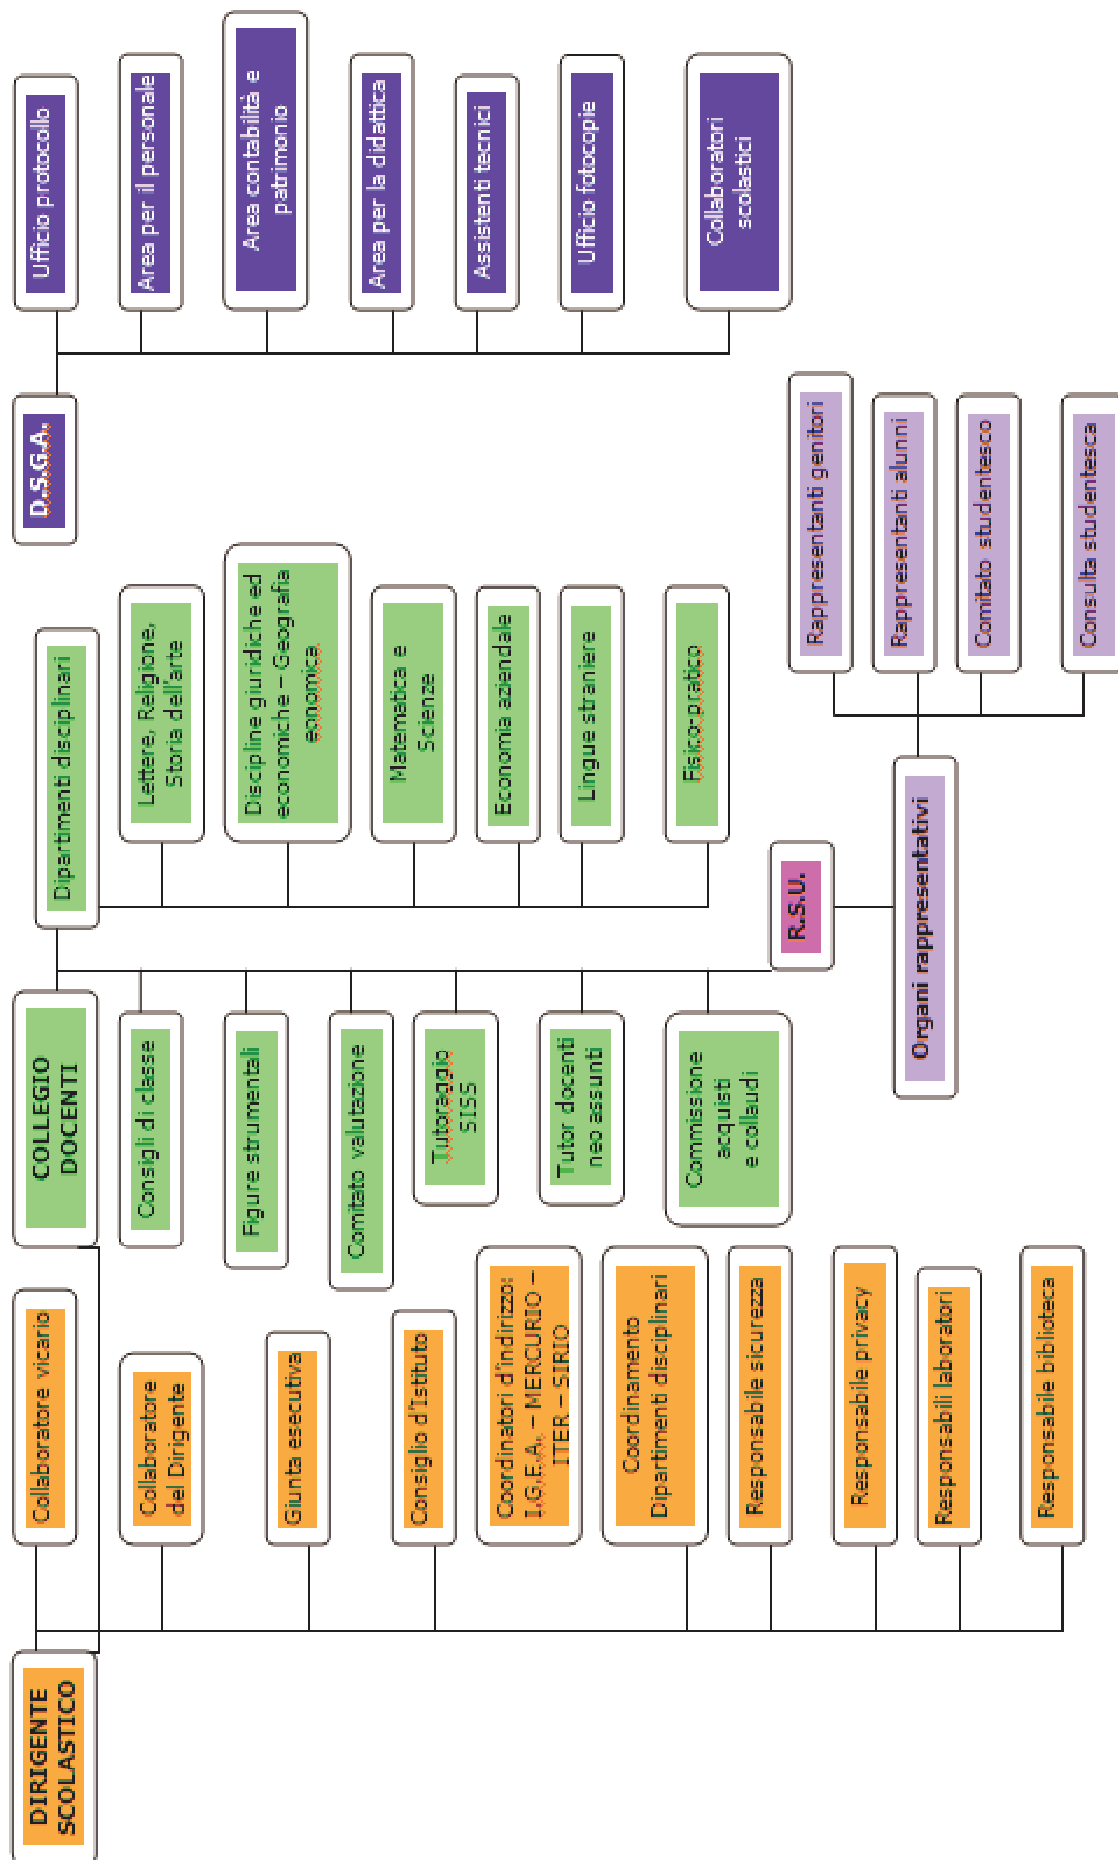 DIRIGENTE
SCOLASTICO
Collaboratore vicario
Collaboratore
del Dirigente
Giunta esecutiva
Consiglio d'Istituto
Coordinatori d'indirizzo:
I.G.E.A. – MERCURIO –
ITER – SIRIO
Coordinamento
Dipartimenti disciplinari
Responsabile sicurezza
Responsabile privacy
Responsabili laboratori
Responsabile biblioteca
COLLEGIO
DOCENTI
Consigli di classe
Figure strumentali
Comitato valutazione
Tutoraggio
SISS
Tutor docenti
neo assunti
Commissione
acquisti
e collaudi
Dipartimenti disciplinari
Lettere, Religione,
Storia dell'arte
Discipline giuridiche ed
economiche – Geografia
economica
Matematica e
Scienze
Economia aziendale
Lingue straniere
Fisico-pratico
R.S.U.
Organi rappresentativi
Rappresentanti genitori
Rappresentanti alunni
Comitato studentesco
Consulta studentesca
D.S.G.A.
Ufficio protocollo
Area per il personale
Area contabilità e
patrimonio
Area per la didattica
Assistenti tecnici
Ufficio fotocopie
Collaboratori
scolastici